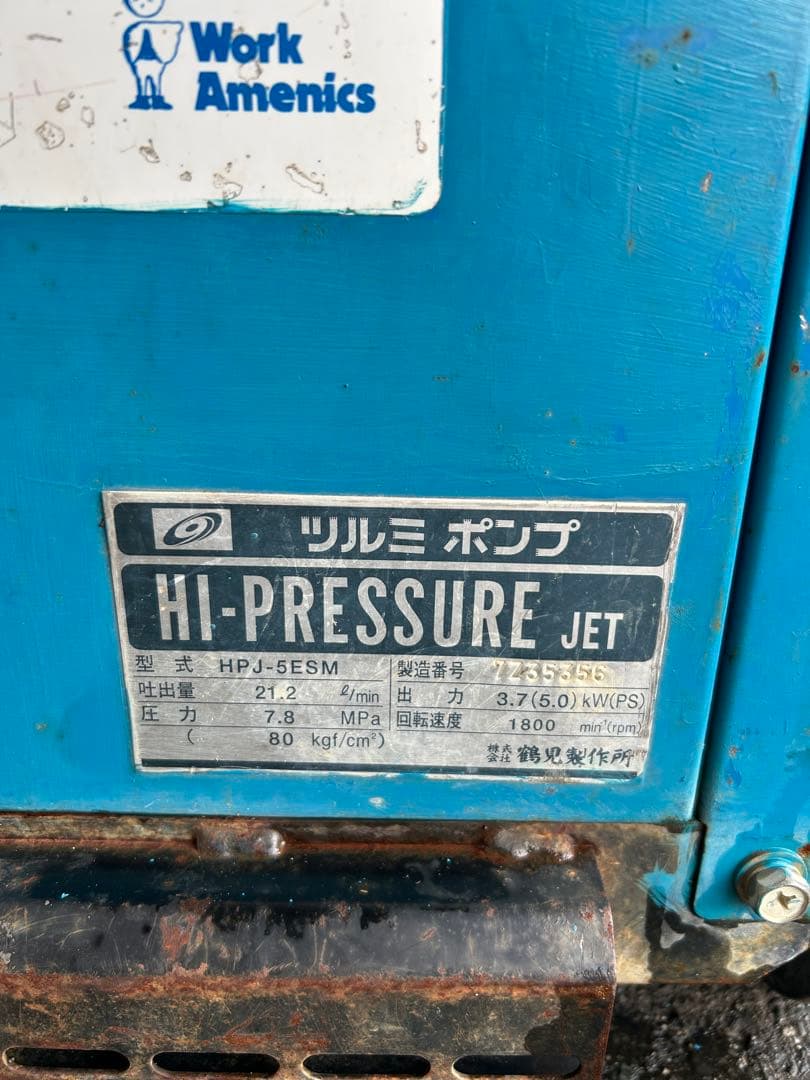 Work
Amenics
ツルミ ポンプ
HI-PRESSURE JET
型式 HPJ-5ESM
製造番号 7235356
吐出量 21.2 ℓ/min
出力 3.7(5.0) kW(PS)
圧力 7.8 MPa
回転速度 1800 min⁻¹(rpm)
( 80 kgf/cm²)
株式会社 鶴見製作所